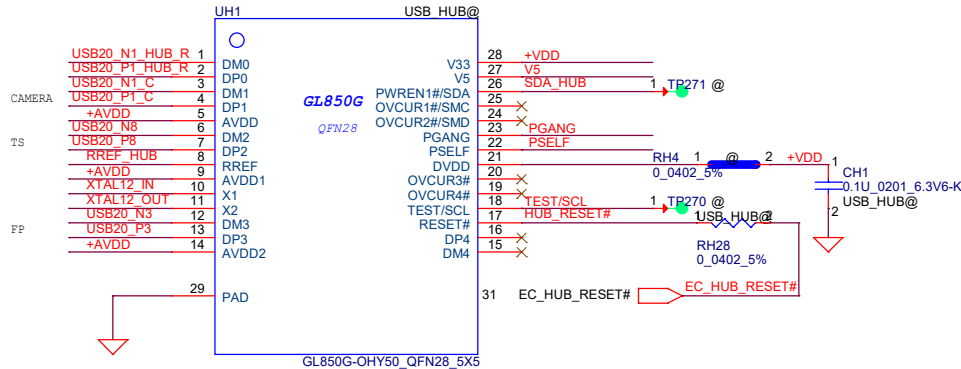 UH1 USB_HUB@
USB20_N1_HUB_R 1 DM0
USB20_P1_HUB_R 2 DP0
USB20_N1_C 3 DM1
CAMERA USB20_P1_C 4 DP1
+AVDD 5 AVDD
USB20_N8 6 DM2
TS USB20_P8 7 DP2
RREF_HUB 8 RREF
+AVDD 9 AVDD1
XTAL12_IN 10 X1
XTAL12_OUT 11 X2
USB20_N3 12 DM3
FP USB20_P3 13 DP3
+AVDD 14 AVDD2
29 PAD
GL850G
QFN28
V33 28 +VDD
V5 27 V5
PWREN1#/SDA 26 SDA_HUB 1 TP271 @
OVCUR1#/SMC 25
OVCUR2#/SMD 24
PGANG 23 PGANG
PSELF 22 PSELF
DVDD 21 RH4 1 @ 2 +VDD
0_0402_5%
OVCUR3# 20
OVCUR4# 19
TEST/SCL 18 TEST/SCL 1 TP270 @
RESET# 17 HUB_RESET# 1 USB_HUB@ 2
DP4 16
DM4 15
RH28
0_0402_5%
1
CH1
0.1U_0201_6.3V6-K
USB_HUB@
2
31 EC_HUB_RESET# EC_HUB_RESET#
GL850G-OHY50_QFN28_5X5